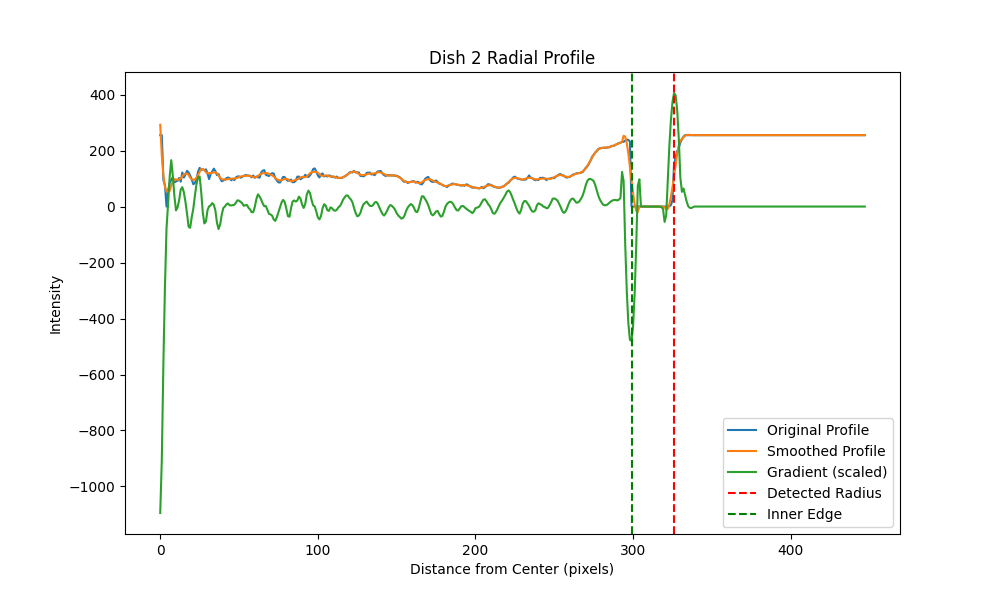 Dish 2 Radial Profile
Intensity
400
200
0
−200
−400
−600
−800
−1000
0 100 200 300 400
Distance from Center (pixels)
Original Profile
Smoothed Profile
Gradient (scaled)
Detected Radius
Inner Edge